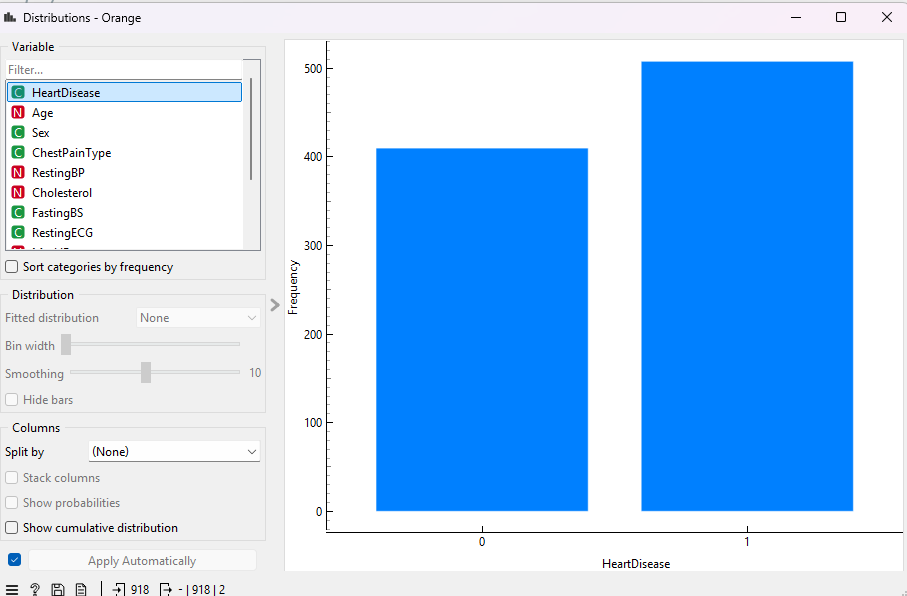 Distributions - Orange
Variable
Filter...
C HeartDisease
N Age
C Sex
C ChestPainType
N RestingBP
N Cholesterol
C FastingBS
C RestingECG
Sort categories by frequency
Distribution
Fitted distribution None
Bin width
Smoothing 10
Hide bars
Columns
Split by (None)
Stack columns
Show probabilities
Show cumulative distribution
Apply Automatically
? 918 - | 918 | 2
500
400
300
200
100
0
Frequency
0 1
HeartDisease